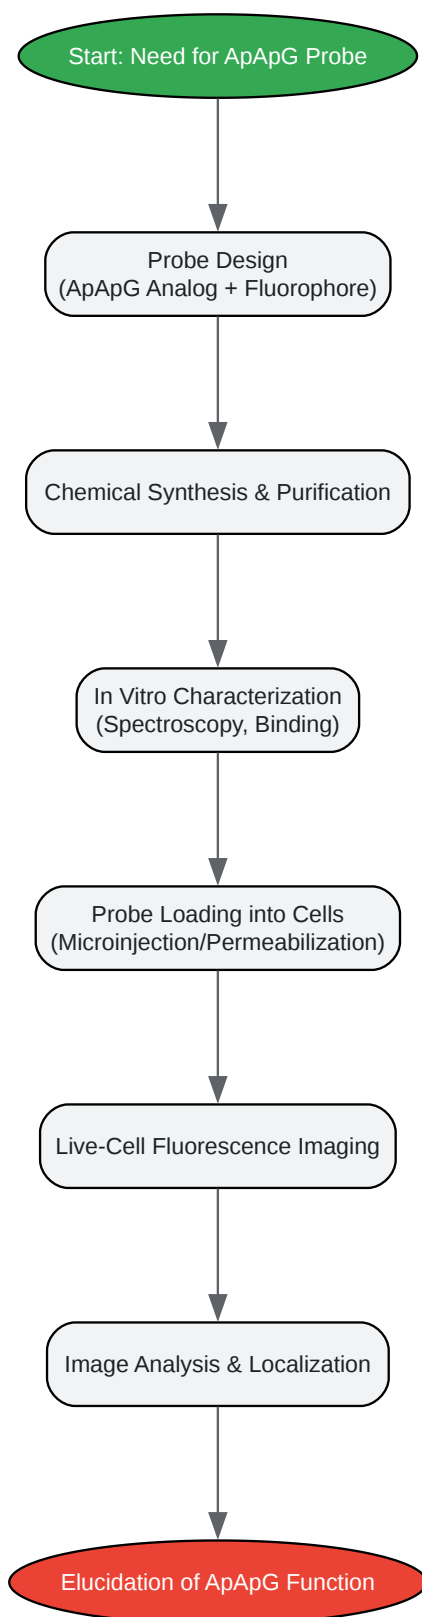 Start: Need for ApApG Probe
Probe Design
(ApApG Analog + Fluorophore)
Chemical Synthesis & Purification
In Vitro Characterization
(Spectroscopy, Binding)
Probe Loading into Cells
(Microinjection/Permeabilization)
Live-Cell Fluorescence Imaging
Image Analysis & Localization
Elucidation of ApApG Function